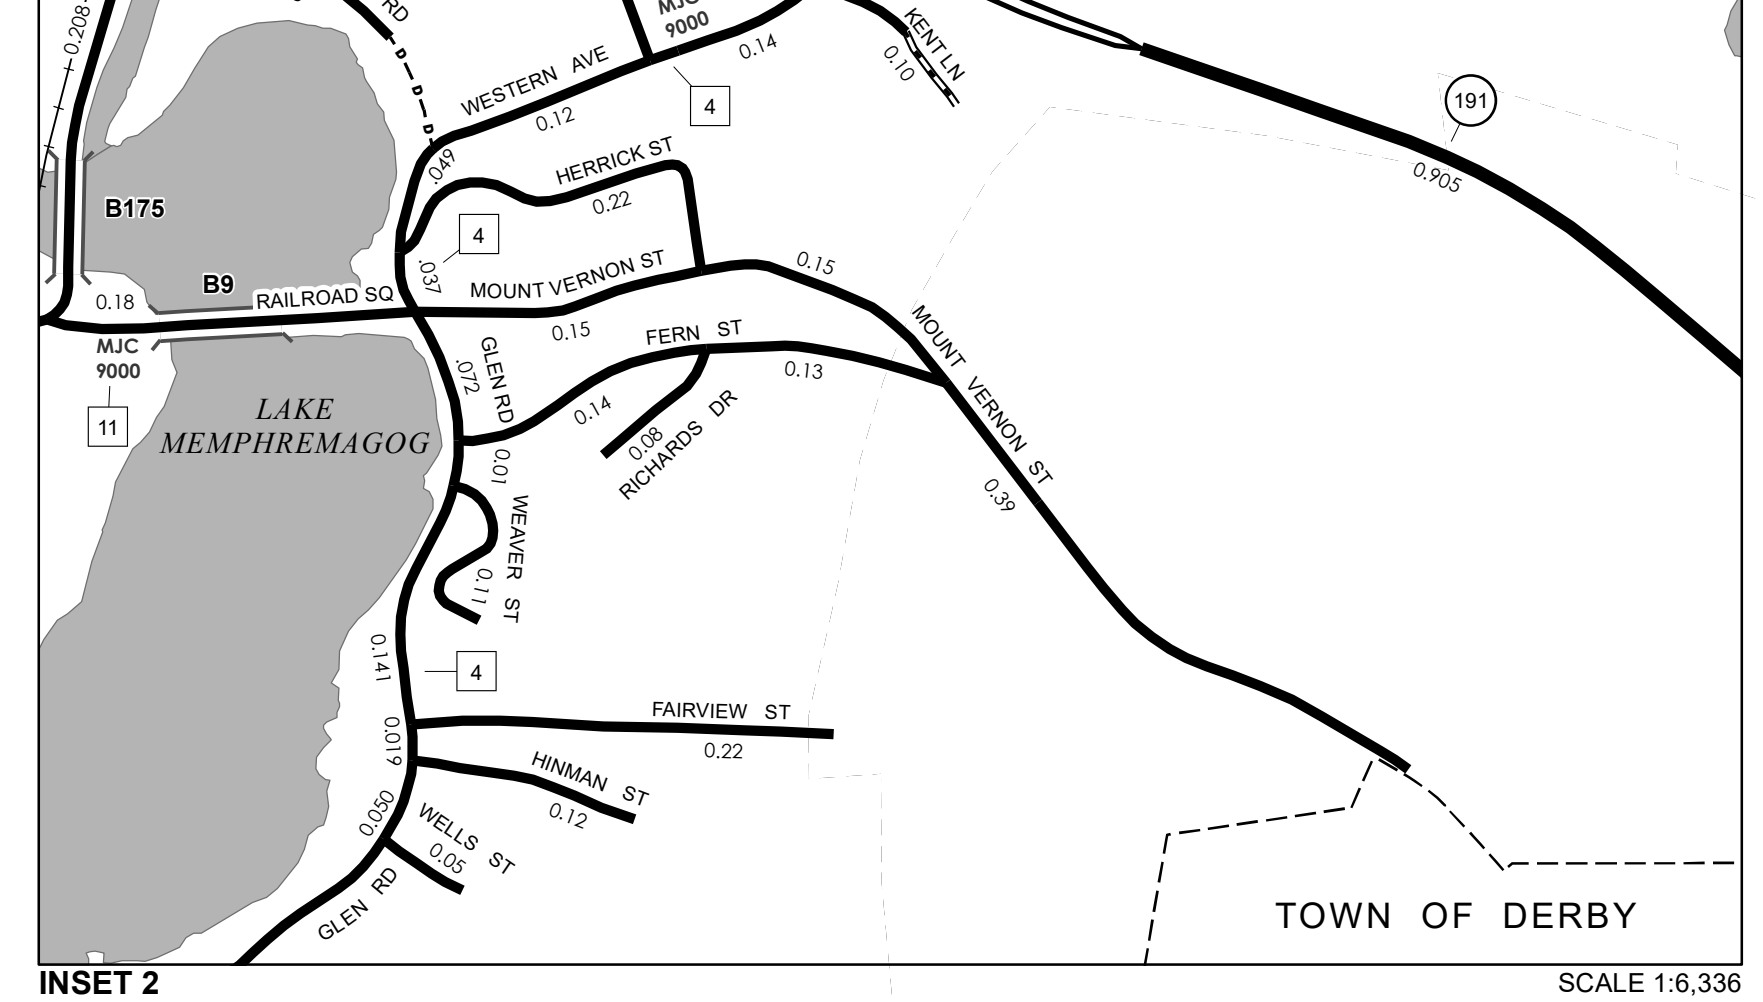 0.208
RD
MJC
9000
0.14
KENT LN
0.10
191
0.905
WESTERN AVE
0.12
4
.049
HERRICK ST
0.22
B175
4
.037
MOUNT VERNON ST
0.15
0.15
B9
RAILROAD SQ
0.18
MJC
9000
11
LAKE
MEMPHREMAGOG
GLEN RD
.072
FERN ST
0.13
0.14
RICHARDS DR
0.08
MOUNT VERNON ST
0.39
0.01
WEAVER ST
0.11
0.141
4
FAIRVIEW ST
0.22
0.019
HINMAN ST
0.12
0.050
WELLS ST
0.05
GLEN RD
TOWN OF DERBY
INSET 2
SCALE 1:6,336